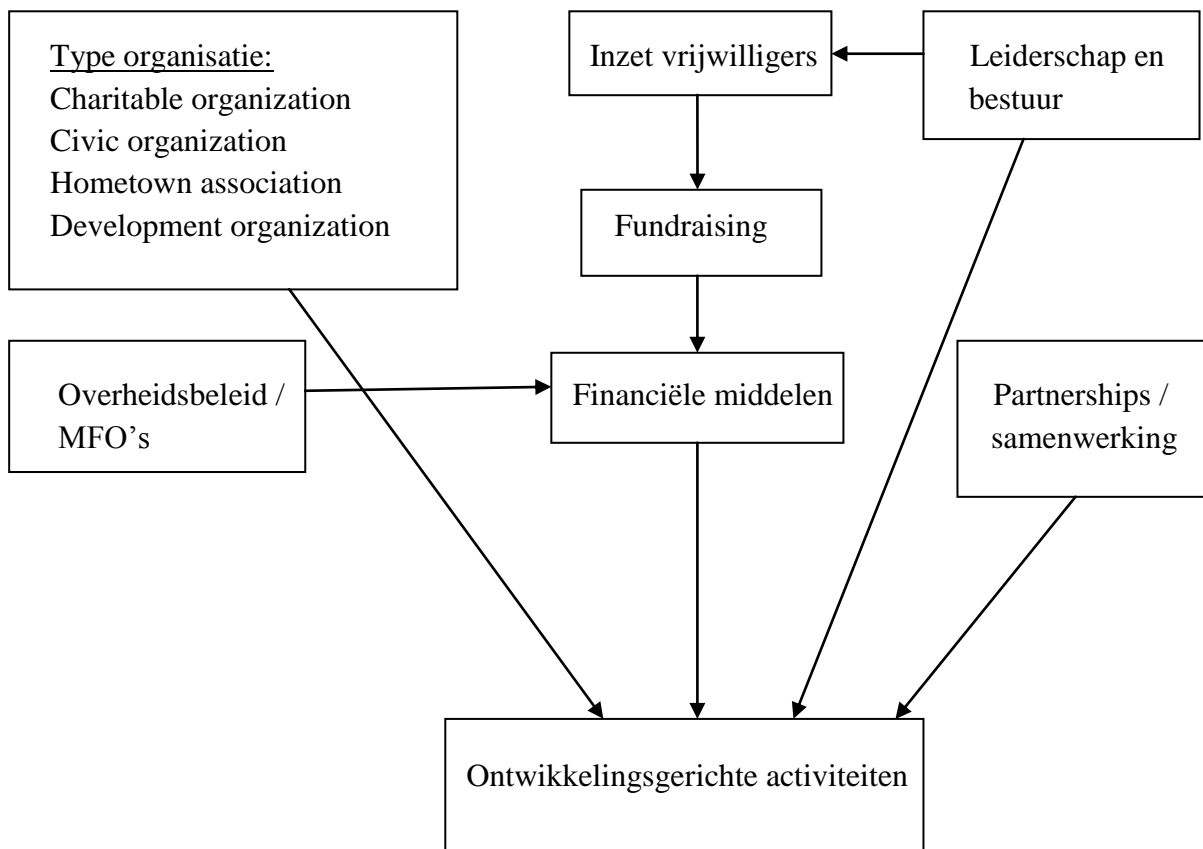 Type organisatie:
Charitable organization
Civic organization
Hometown association
Development organization
Inzet vrijwilligers
Leiderschap en
bestuur
Fundraising
Overheidsbeleid /
MFO’s
Financiële middelen
Partnerships /
samenwerking
Ontwikkelingsgerichte activiteiten